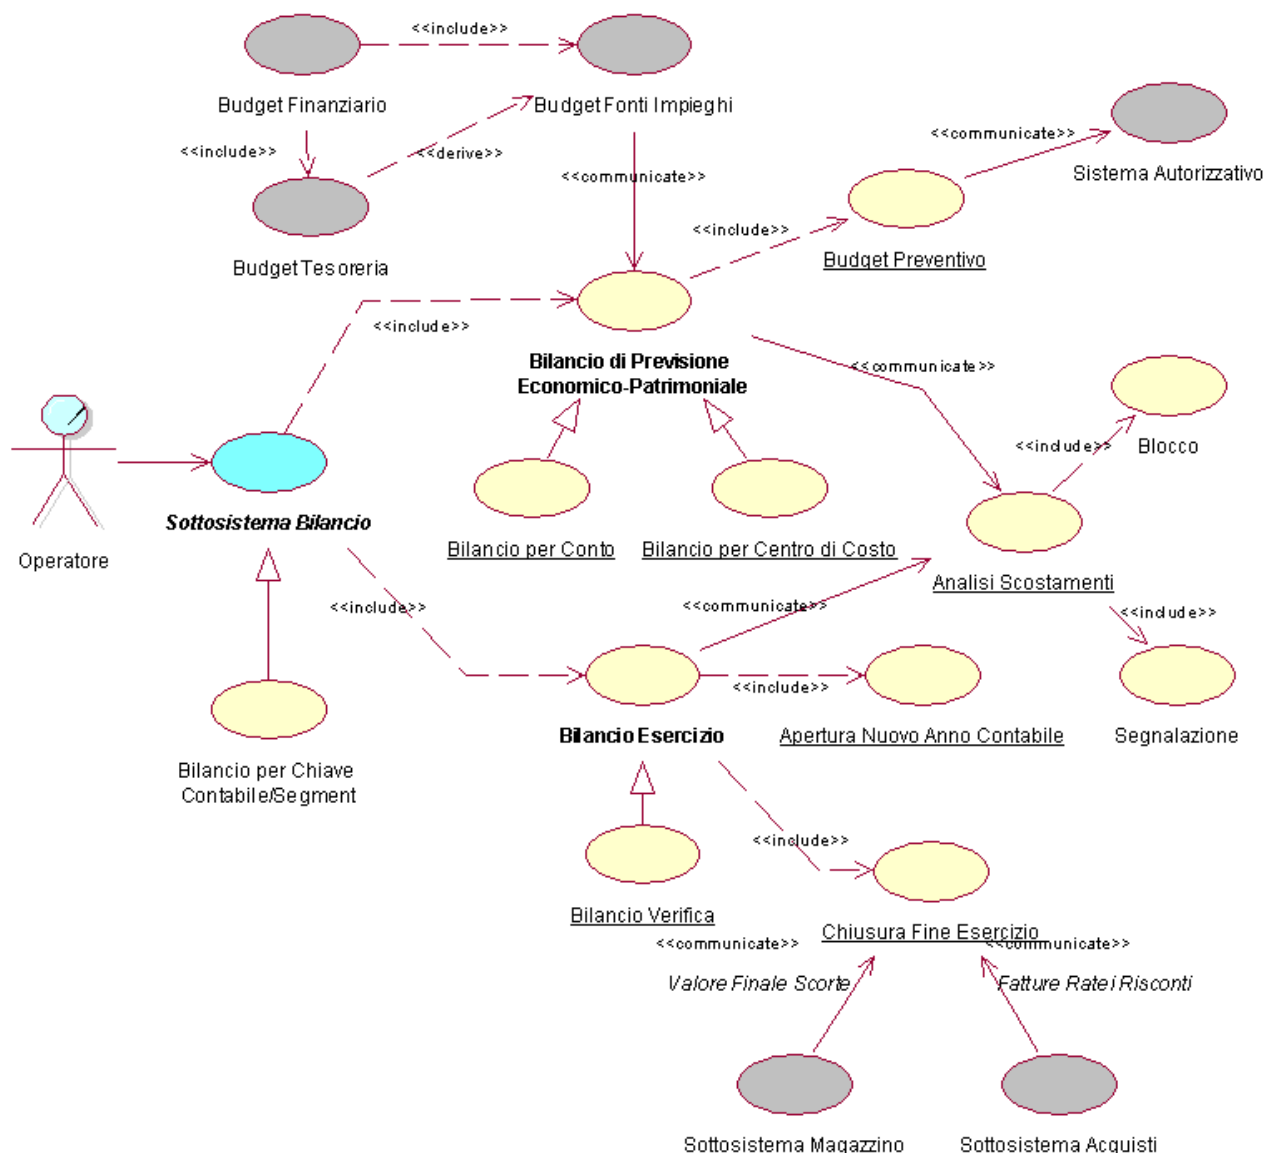 <<include>>
Budget Finanziario
Budget Fonti Impieghi
<<communicate>>
<<include>>
<<derive>>
Sistema Autorizzativo
<<communicate>>
<<include>>
Budget Tesoreria
Budget Preventivo
<<include>>
Bilancio di Previsione
Economico-Patrimoniale
<<communicate>>
<<include>>
Blocco
Sottosistema Bilancio
Operatore
Bilancio per Conto
Bilancio per Centro di Costo
Analisi Scostamenti
<<include>>
<<communicate>>
<<include>>
<<include>>
Bilancio Esercizio
Apertura Nuovo Anno Contabile
Segnalazione
Bilancio per Chiave
Contabile/Segment
<<include>>
Bilancio Verifica
Chiusura Fine Esercizio
<<communicate>>
<<communicate>>
Valore Finale Scorte
Fatture Ratei Risconti
Sottosistema Magazzino
Sottosistema Acquisti